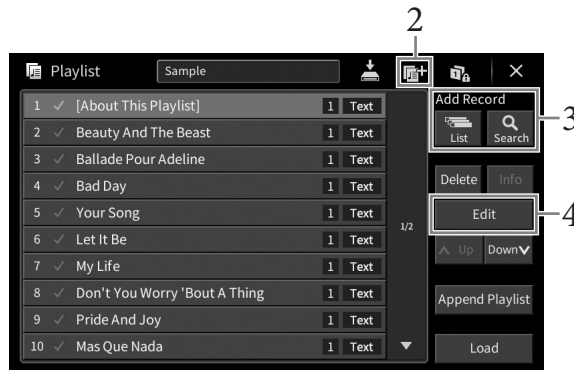 2
Playlist Sample
Add Record
List Search
3
1 [About This Playlist] 1 Text
2 Beauty And The Beast 1 Text
3 Ballade Pour Adeline 1 Text
4 Bad Day 1 Text
5 Your Song 1 Text
6 Let It Be 1 Text
7 My Life 1 Text
8 Don't You Worry 'Bout A Thing 1 Text
9 Pride And Joy 1 Text
10 Mas Que Nada 1 Text
1/2
Delete Info
Edit
4
Up Down
Append Playlist
Load